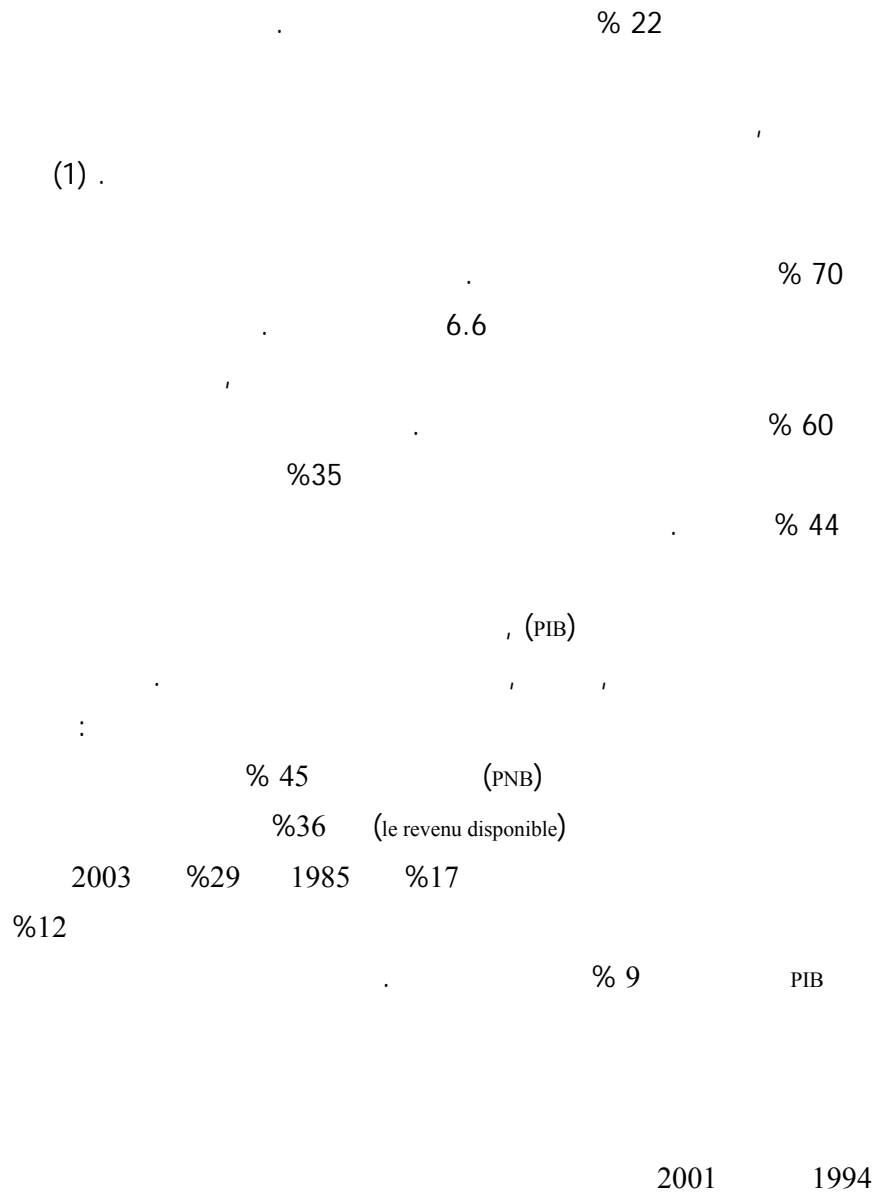 . % 22
,
(1) .
. % 70
. 6.6
,
. % 60
%35
. % 44
, (PIB)
. , ,
:
% 45 (PNB)
%36 (le revenu disponible)
2003 %29 1985 %17
%12
. % 9 PIB
2001 1994